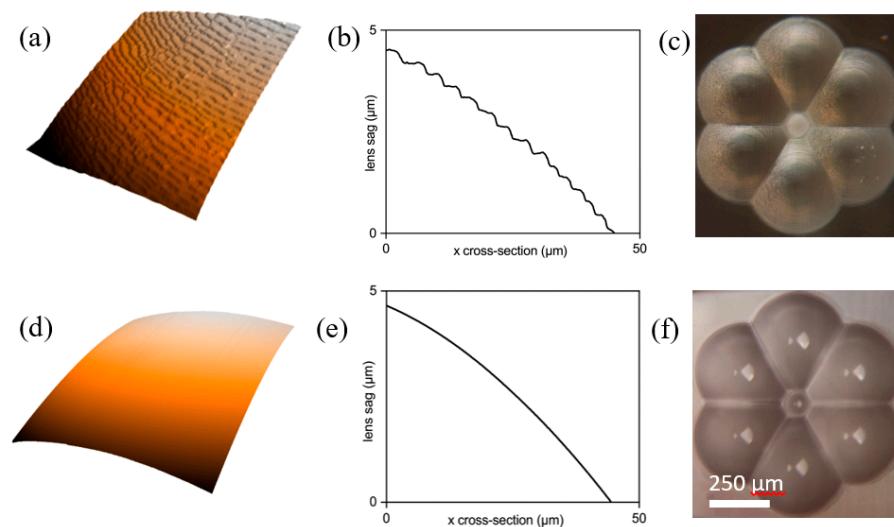 (a)
(b)
(c)
5
lens sag (µm)
0
0
50
x cross-section (µm)
(d)
(e)
(f)
5
lens sag (µm)
0
0
50
x cross-section (µm)
250 µm